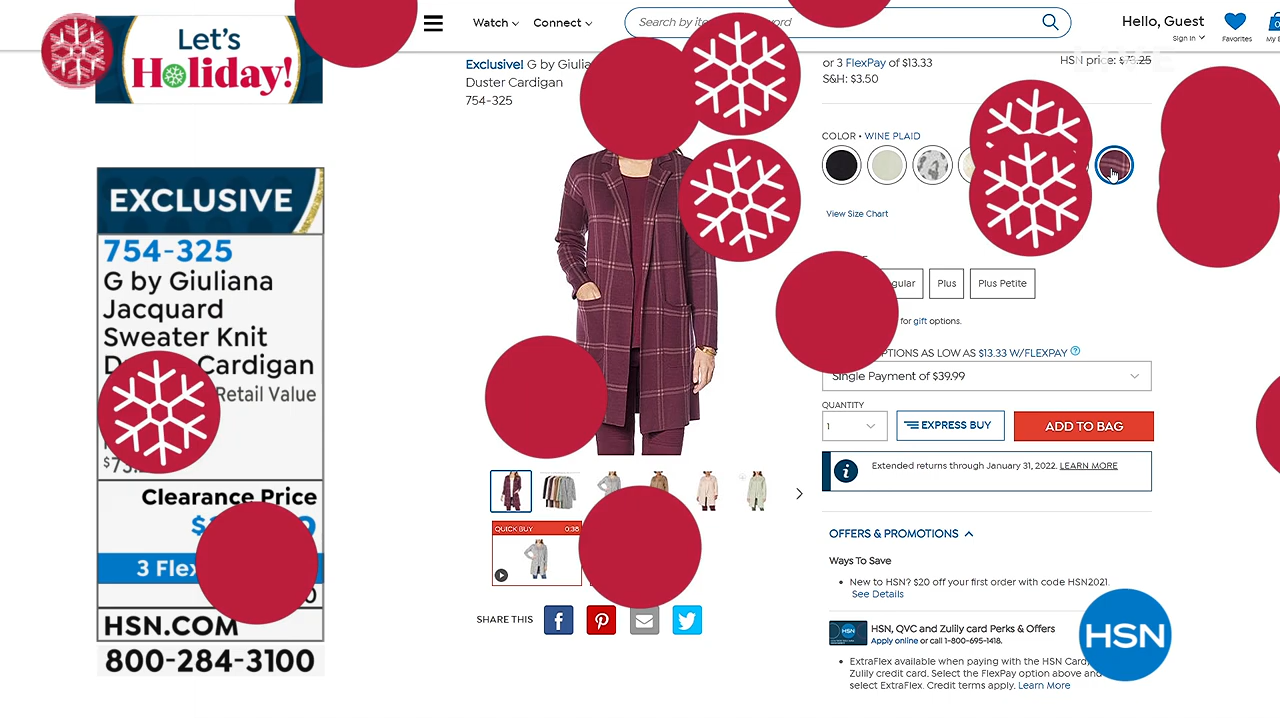 Let's
Holiday!
EXCLUSIVE
754-325
G by Giuliana
Jacquard
Sweater Knit
Cardigan
Retail Value
Clearance Price
3
HSN.COM
800-284-3100
Watch
Connect
Search by
Hello, Guest
Sign In
Favorites
My
Exclusive! G by
Duster Cardigan
754-325
or 3 FlexPay of $13.33
S&H: $3.50
HSN price: $73.25
COLOR • WINE PLAID
View Size Chart
Plus
Plus Petite
for gift options.
AS LOW AS $13.33 W/FLEXPAY
Single Payment of $39.99
QUANTITY
1
EXPRESS BUY
ADD TO BAG
Extended returns through January 31, 2022. LEARN MORE
QUICK BUY 0:38
SHARE THIS
OFFERS & PROMOTIONS
Ways To Save
• New to HSN? $20 off your first order with code HSN2021.
See Details
HSN, QVC and Zulily card Perks & Offers
Apply online or call 1-800-695-1418.
• ExtraFlex available when paying with the HSN Card,
Zulily credit card. Select the FlexPay option above and
select ExtraFlex. Credit terms apply. Learn More
HSN